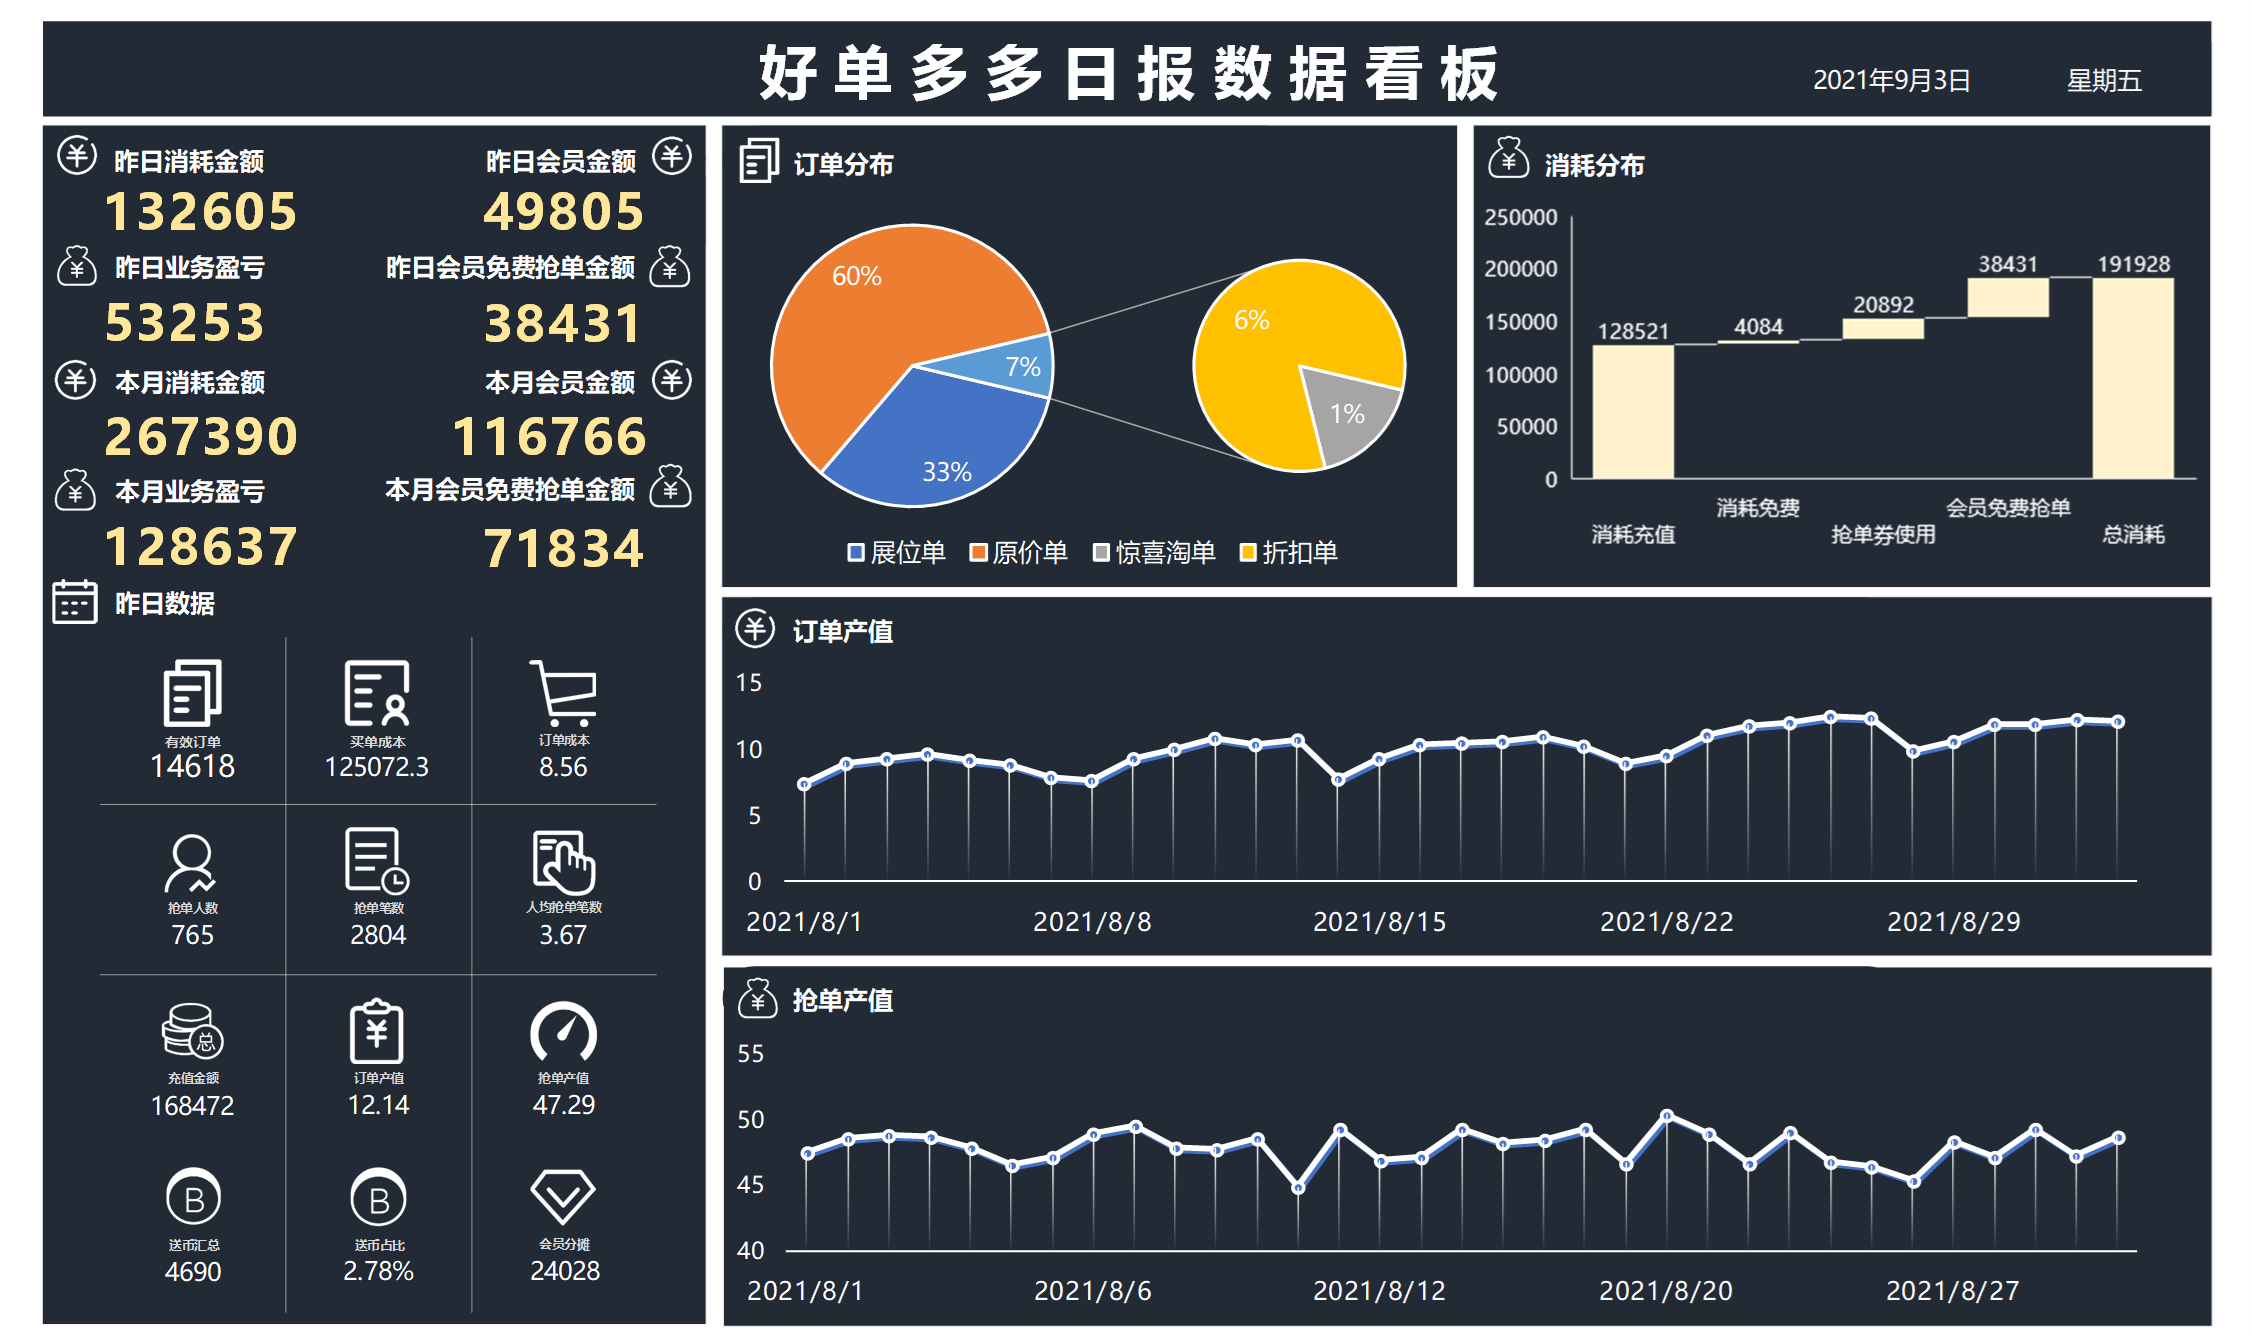 好单多多日报数据看板
2021年9月3日
星期五
昨日消耗金额
132605
昨日会员金额
49805
昨日业务盈亏
53253
昨日会员免费抢单金额
38431
本月消耗金额
267390
本月会员金额
116766
本月业务盈亏
128637
本月会员免费抢单金额
71834
昨日数据
有效订单
14618
买单成本
125072.3
订单成本
8.56
抢单人数
765
抢单笔数
2804
人均抢单笔数
3.67
总
充值金额
168472
订单产值
12.14
抢单产值
47.29
B
送币汇总
4690
B
送币占比
2.78%
会员分摊
24028
订单分布
60%
7%
33%
6%
1%
展位单
原价单
惊喜淘单
折扣单
消耗分布
250000
200000
150000
100000
50000
0
128521
4084
20892
38431
191928
消耗充值
消耗免费
抢单券使用
会员免费抢单
总消耗
订单产值
15
10
5
0
2021/8/1
2021/8/8
2021/8/15
2021/8/22
2021/8/29
抢单产值
55
50
45
40
2021/8/1
2021/8/6
2021/8/12
2021/8/20
2021/8/27